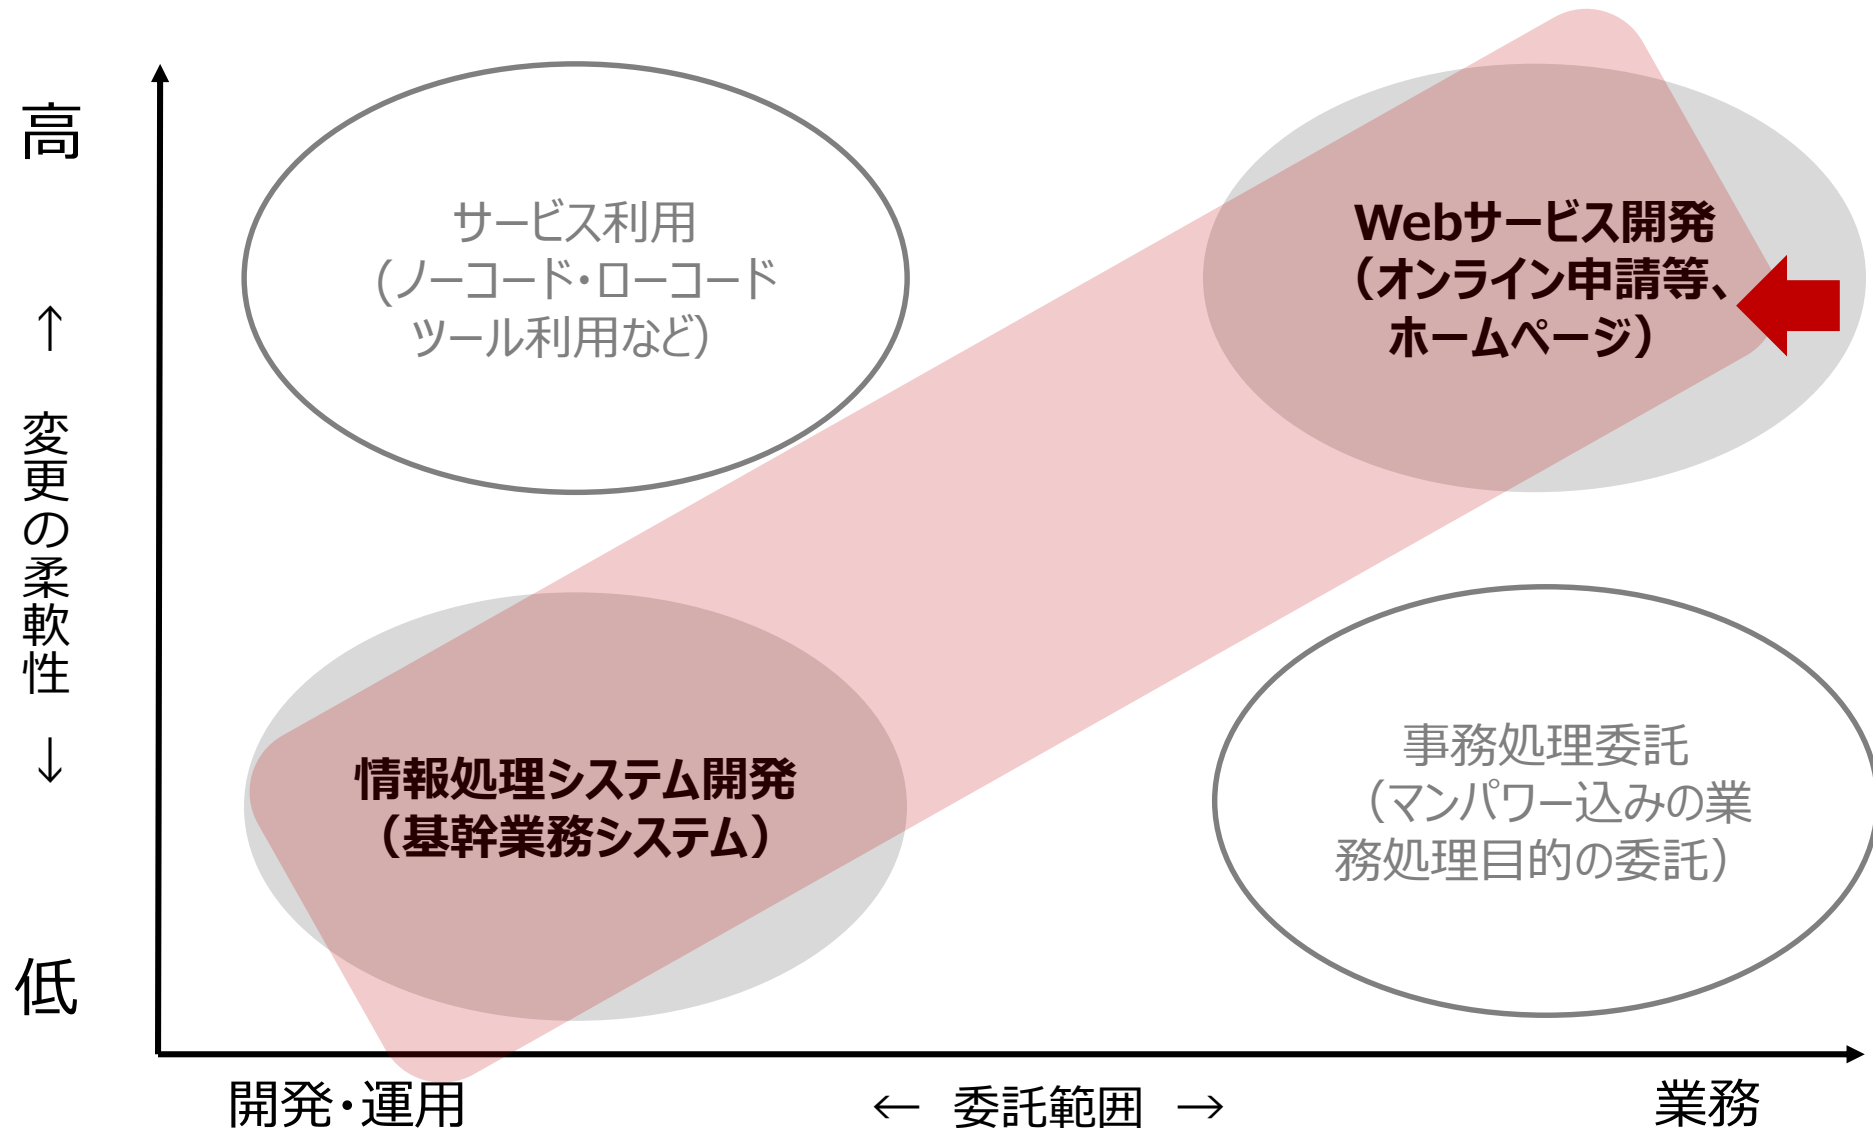 高
↑
変更の柔軟性
↓
低
サービス利用
(ノーコード・ローコード
ツール利用など）
Webサービス開発
（オンライン申請等、
ホームページ）
情報処理システム開発
（基幹業務システム）
事務処理委託
（マンパワー込みの業
務処理目的の委託）
開発・運用
← 委託範囲 →
業務